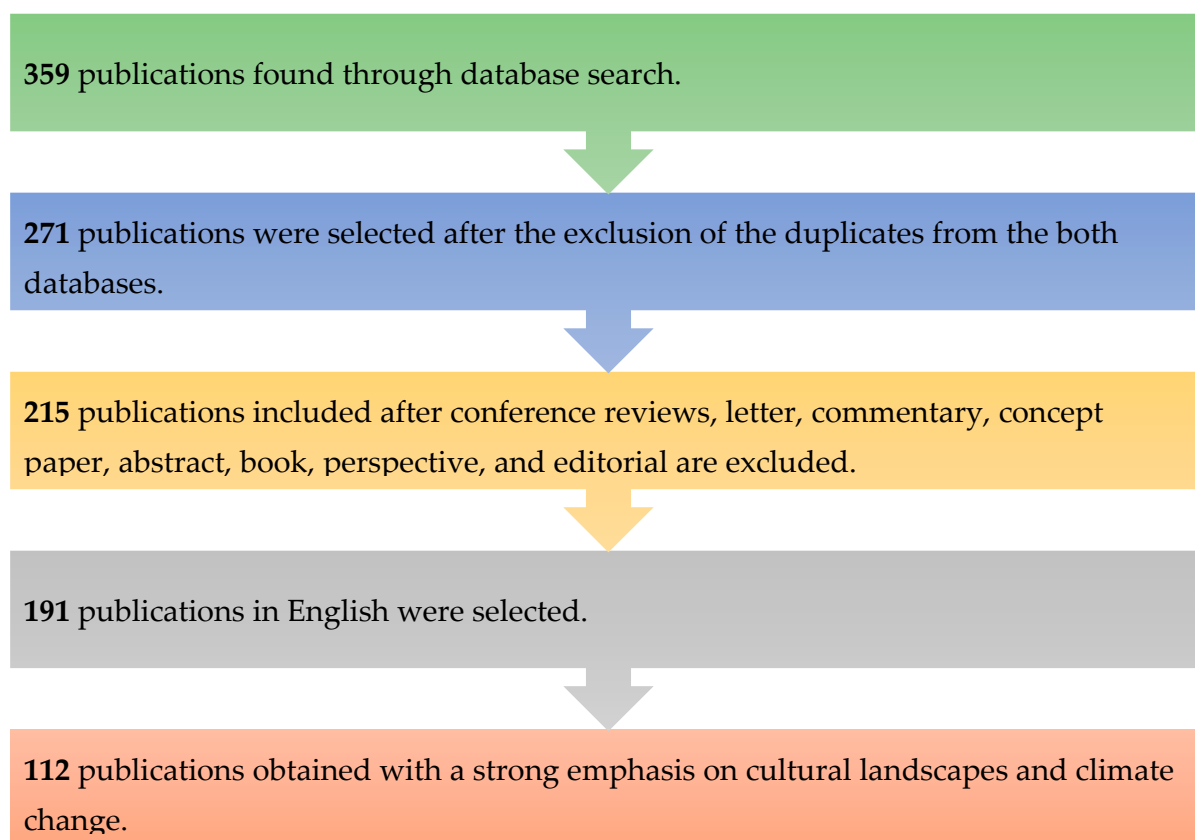 359 publications found through database search.
271 publications were selected after the exclusion of the duplicates from the both
databases.
215 publications included after conference reviews, letter, commentary, concept
paper, abstract, book, perspective, and editorial are excluded.
191 publications in English were selected.
112 publications obtained with a strong emphasis on cultural landscapes and climate
change.